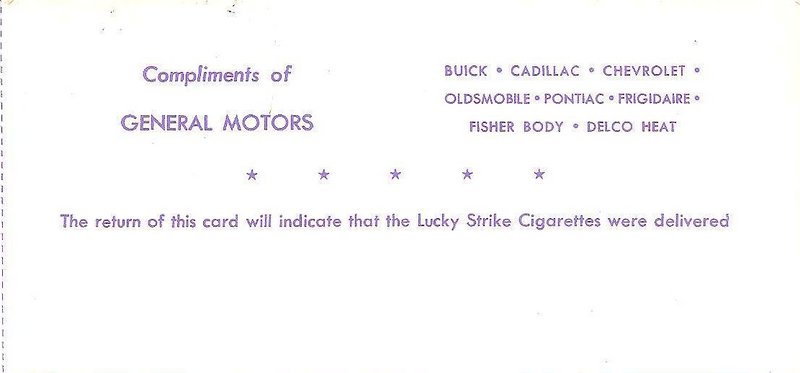 Compliments of
GENERAL MOTORS
BUICK • CADILLAC • CHEVROLET •
OLDSMOBILE • PONTIAC • FRIGIDAIRE •
FISHER BODY • DELCO HEAT
★ ★ ★ ★ ★
The return of this card will indicate that the Lucky Strike Cigarettes were delivered